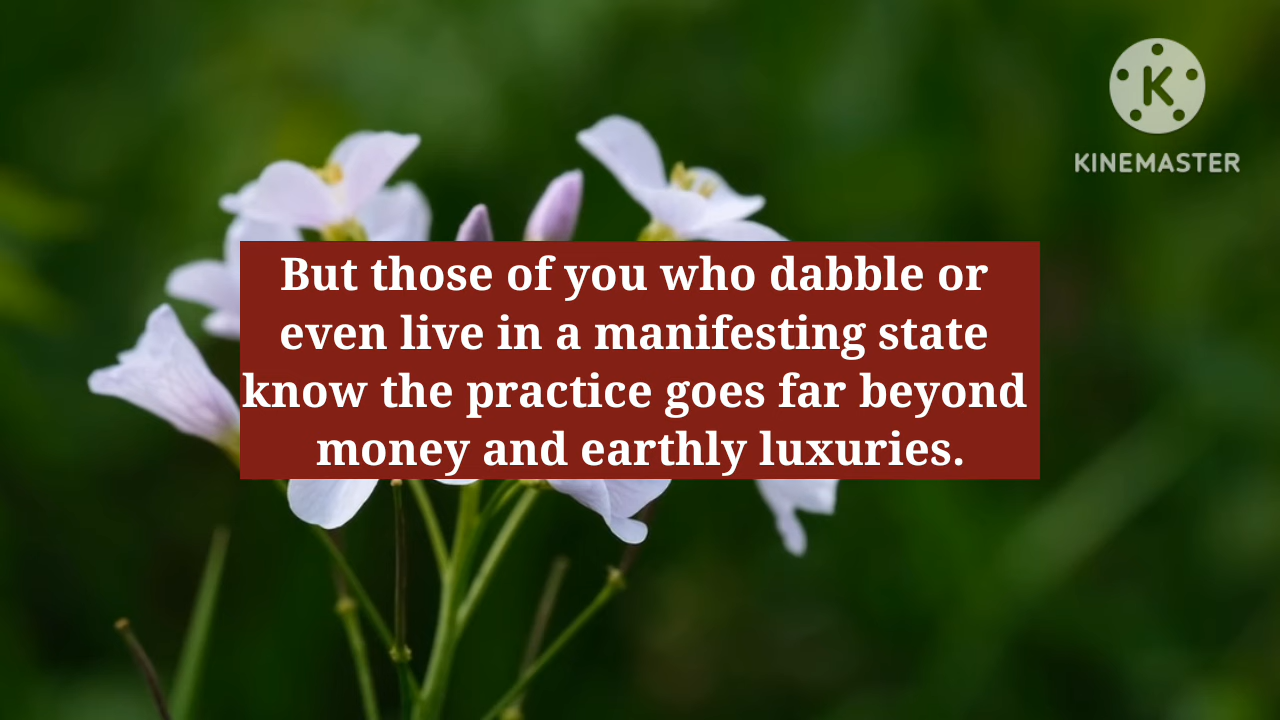 KINEMASTER
But those of you who dabble or
even live in a manifesting state
know the practice goes far beyond
money and earthly luxuries.